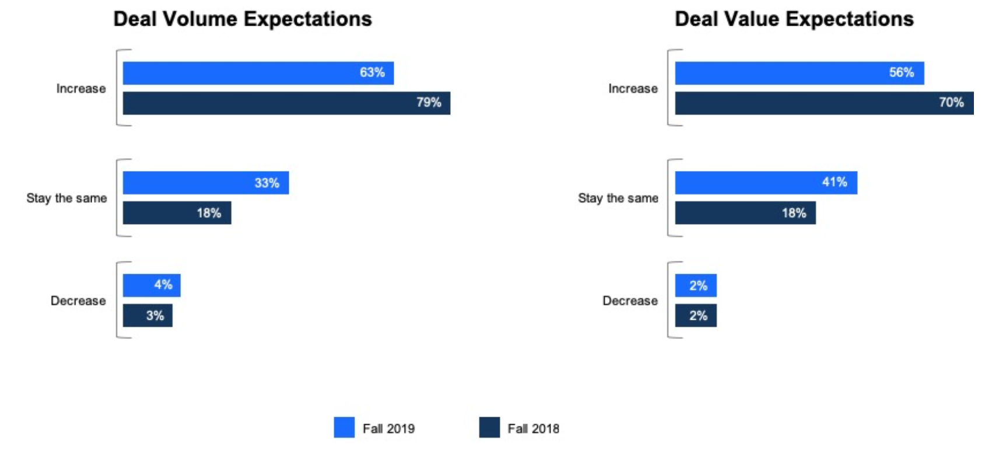 Deal Volume Expectations
Increase
63%
79%
Stay the same
33%
18%
Decrease
4%
3%
Deal Value Expectations
Increase
56%
70%
Stay the same
41%
18%
Decrease
2%
2%
Fall 2019
Fall 2018